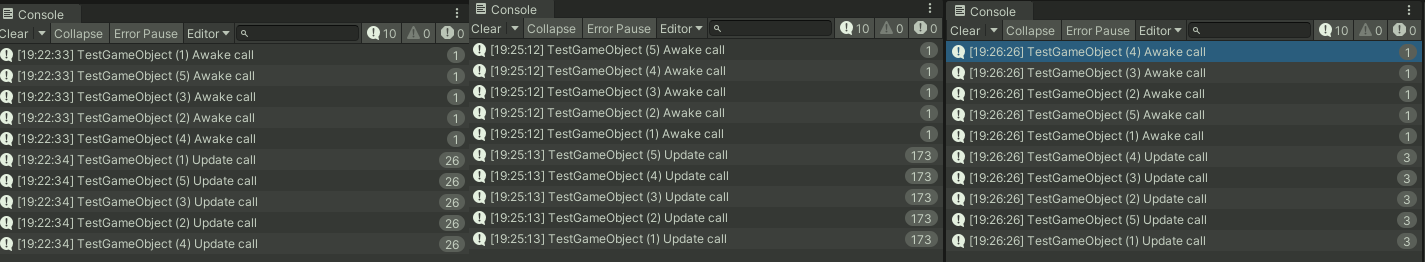 Console
Clear Collapse Error Pause Editor 10 0 0
[19:22:33] TestGameObject (1) Awake call 1
[19:22:33] TestGameObject (5) Awake call 1
[19:22:33] TestGameObject (3) Awake call 1
[19:22:33] TestGameObject (2) Awake call 1
[19:22:33] TestGameObject (4) Awake call 1
[19:22:34] TestGameObject (1) Update call 26
[19:22:34] TestGameObject (5) Update call 26
[19:22:34] TestGameObject (3) Update call 26
[19:22:34] TestGameObject (2) Update call 26
[19:22:34] TestGameObject (4) Update call 26
Console
Clear Collapse Error Pause Editor 10 0 0
[19:25:12] TestGameObject (5) Awake call 1
[19:25:12] TestGameObject (4) Awake call 1
[19:25:12] TestGameObject (3) Awake call 1
[19:25:12] TestGameObject (2) Awake call 1
[19:25:12] TestGameObject (1) Awake call 1
[19:25:13] TestGameObject (5) Update call 173
[19:25:13] TestGameObject (4) Update call 173
[19:25:13] TestGameObject (3) Update call 173
[19:25:13] TestGameObject (2) Update call 173
[19:25:13] TestGameObject (1) Update call 173
Console
Clear Collapse Error Pause Editor 10 0 0
[19:26:26] TestGameObject (4) Awake call 1
[19:26:26] TestGameObject (3) Awake call 1
[19:26:26] TestGameObject (2) Awake call 1
[19:26:26] TestGameObject (5) Awake call 1
[19:26:26] TestGameObject (1) Awake call 1
[19:26:26] TestGameObject (4) Update call 3
[19:26:26] TestGameObject (3) Update call 3
[19:26:26] TestGameObject (2) Update call 3
[19:26:26] TestGameObject (5) Update call 3
[19:26:26] TestGameObject (1) Update call 3